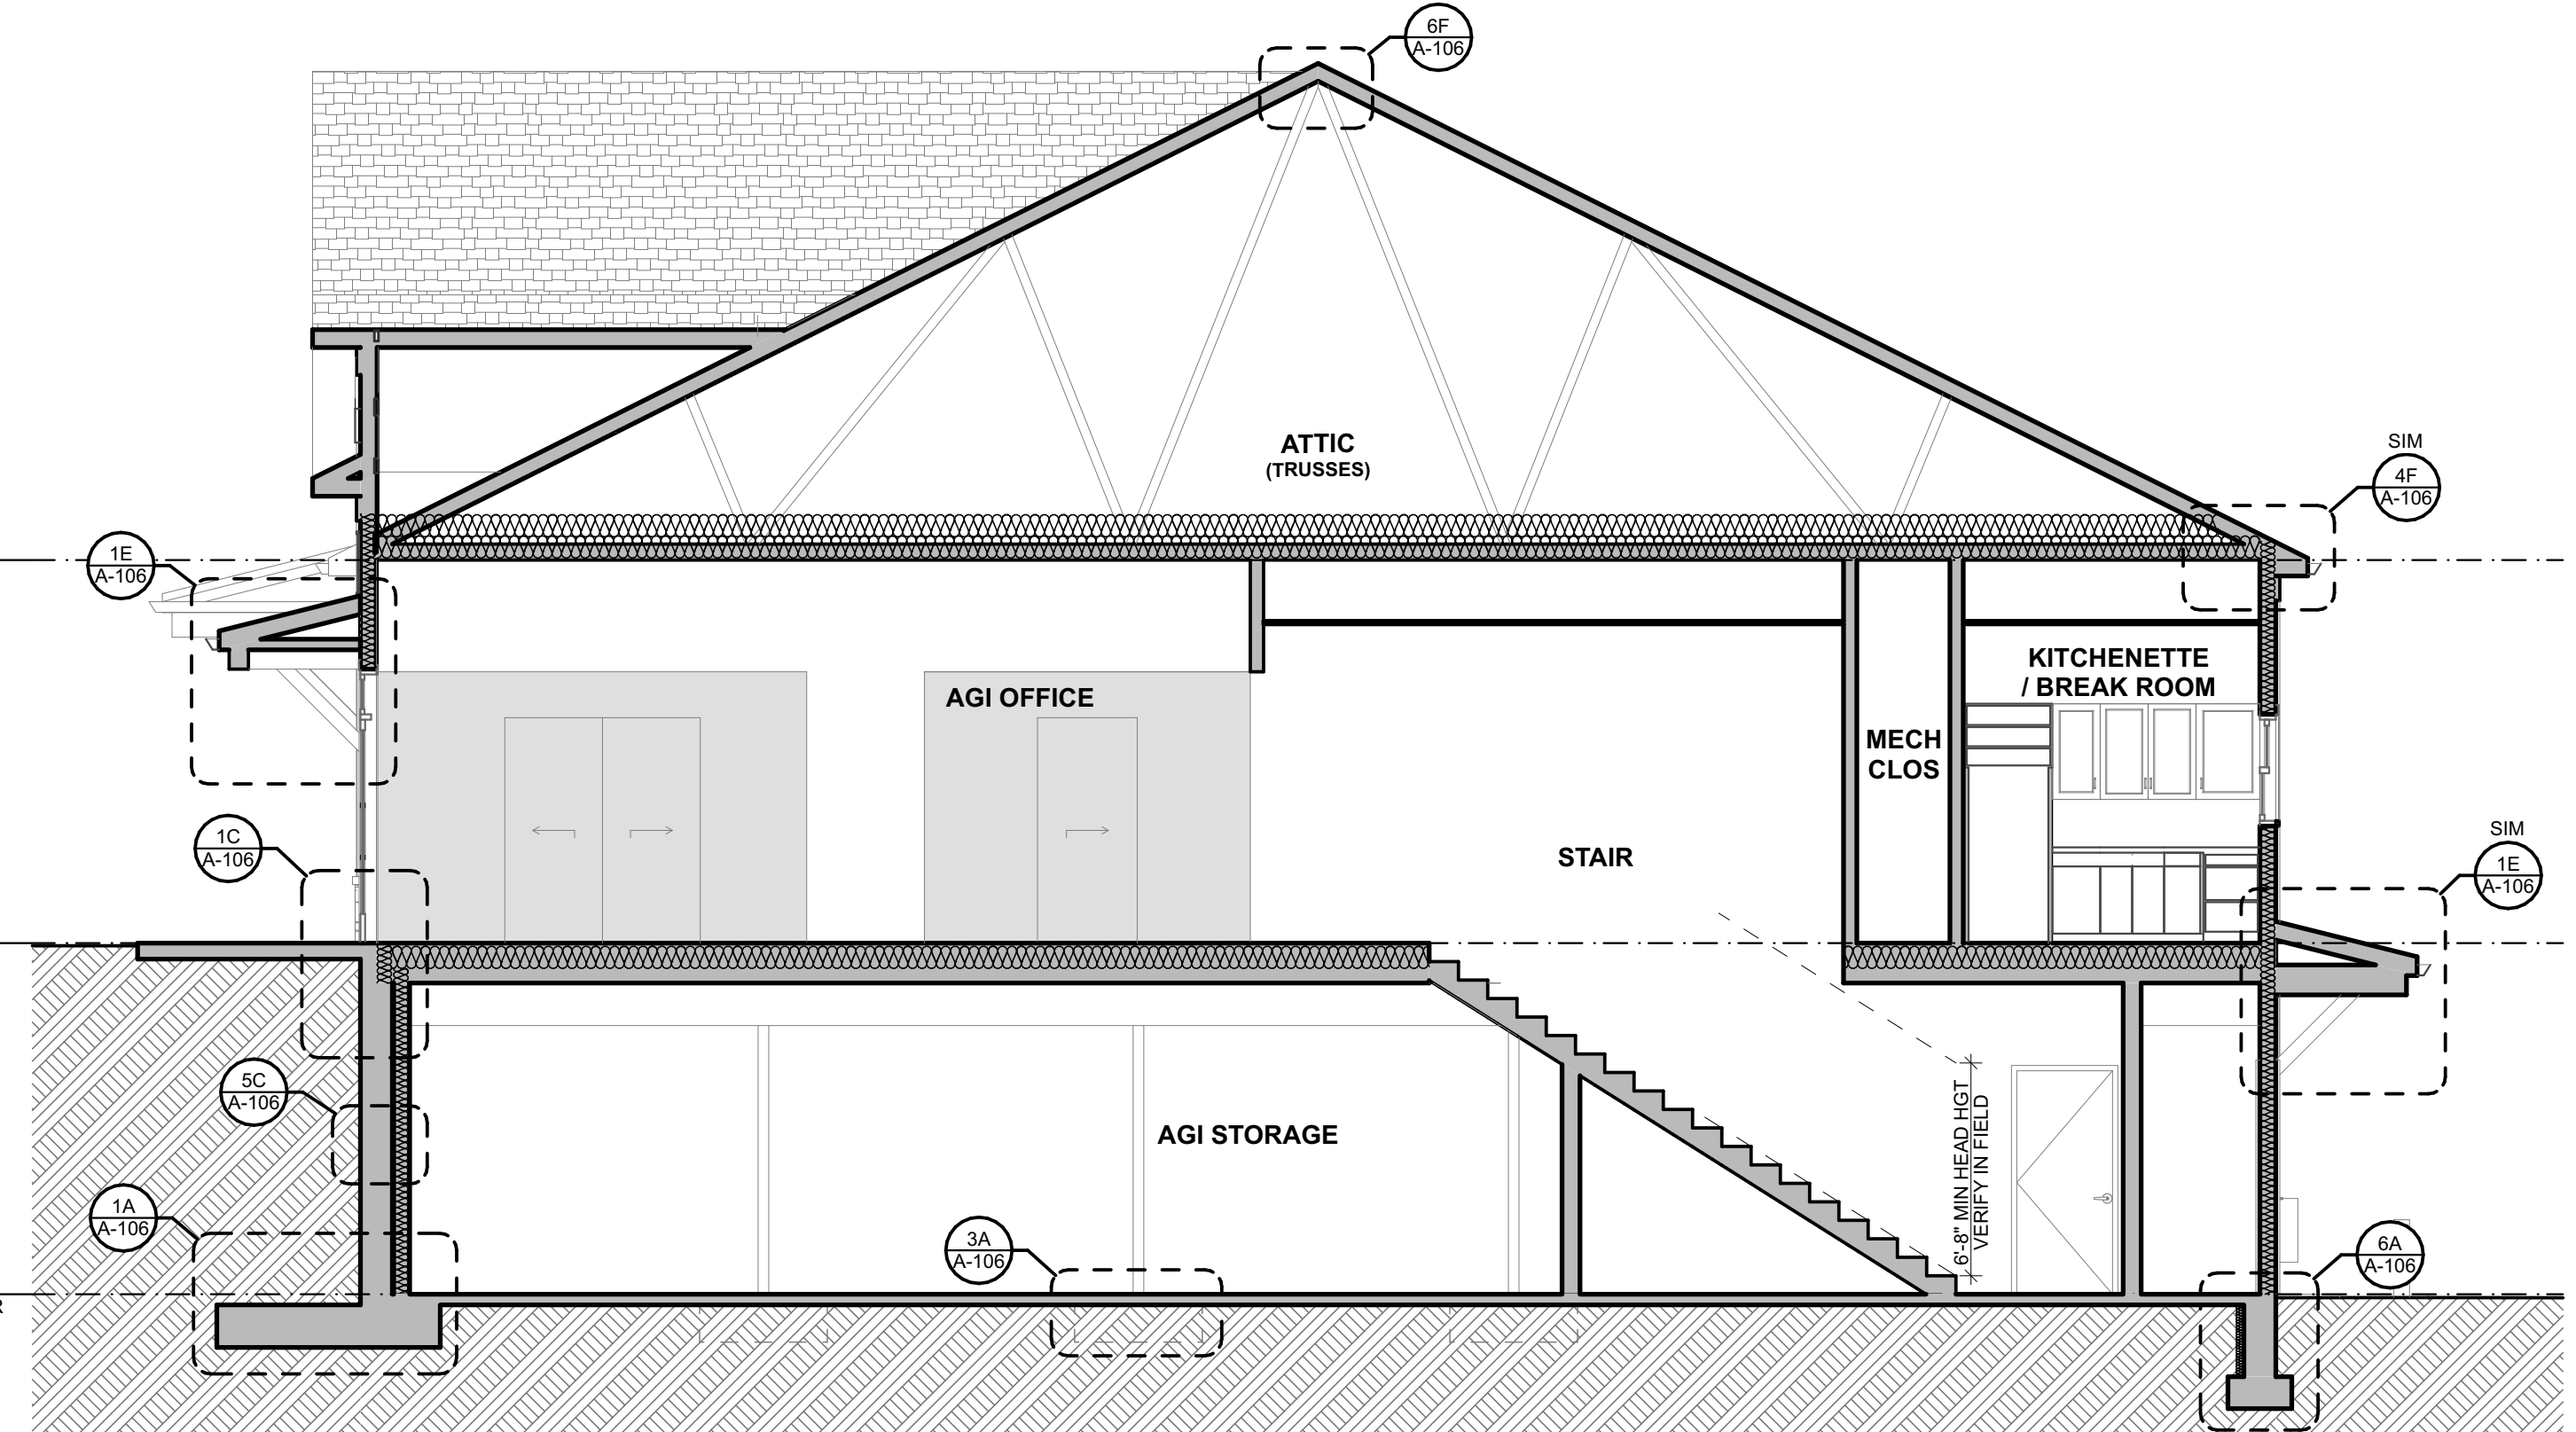 6F
A-106
ATTIC
(TRUSSES)
SIM
4F
A-106
1E
A-106
KITCHENETTE
/ BREAK ROOM
AGI OFFICE
MECH
CLOS
1C
A-106
STAIR
SIM
1E
A-106
5C
A-106
AGI STORAGE
6'-8" MIN HEAD HGT
VERIFY IN FIELD
1A
A-106
3A
A-106
6A
A-106